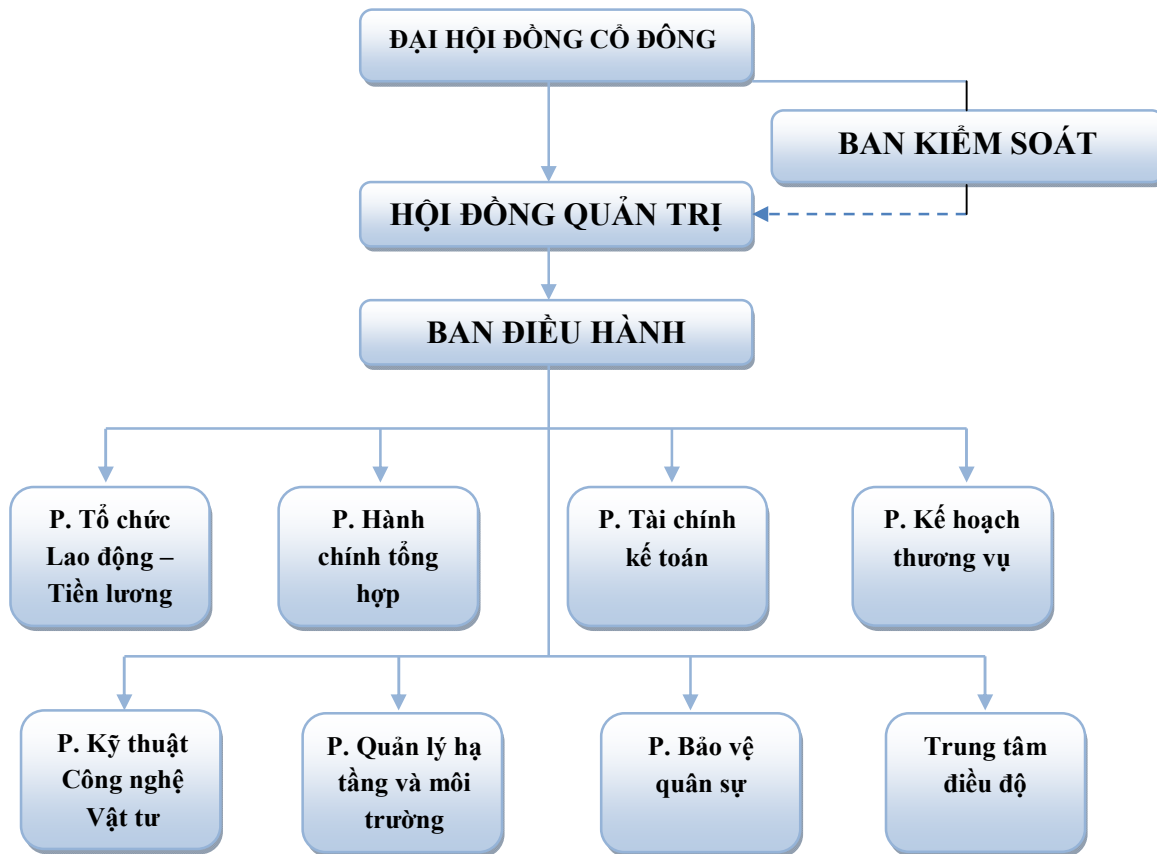 ĐẠI HỘI ĐỒNG CỔ ĐÔNG
BAN KIỂM SOÁT
HỘI ĐỒNG QUẢN TRỊ
BAN ĐIỀU HÀNH
P. Tổ chức
Lao động –
Tiền lương
P. Hành
chính tổng
hợp
P. Tài chính
kế toán
P. Kế hoạch
thương vụ
P. Kỹ thuật
Công nghệ
Vật tư
P. Quản lý hạ
tầng và môi
trường
P. Bảo vệ
quân sự
Trung tâm
điều độ